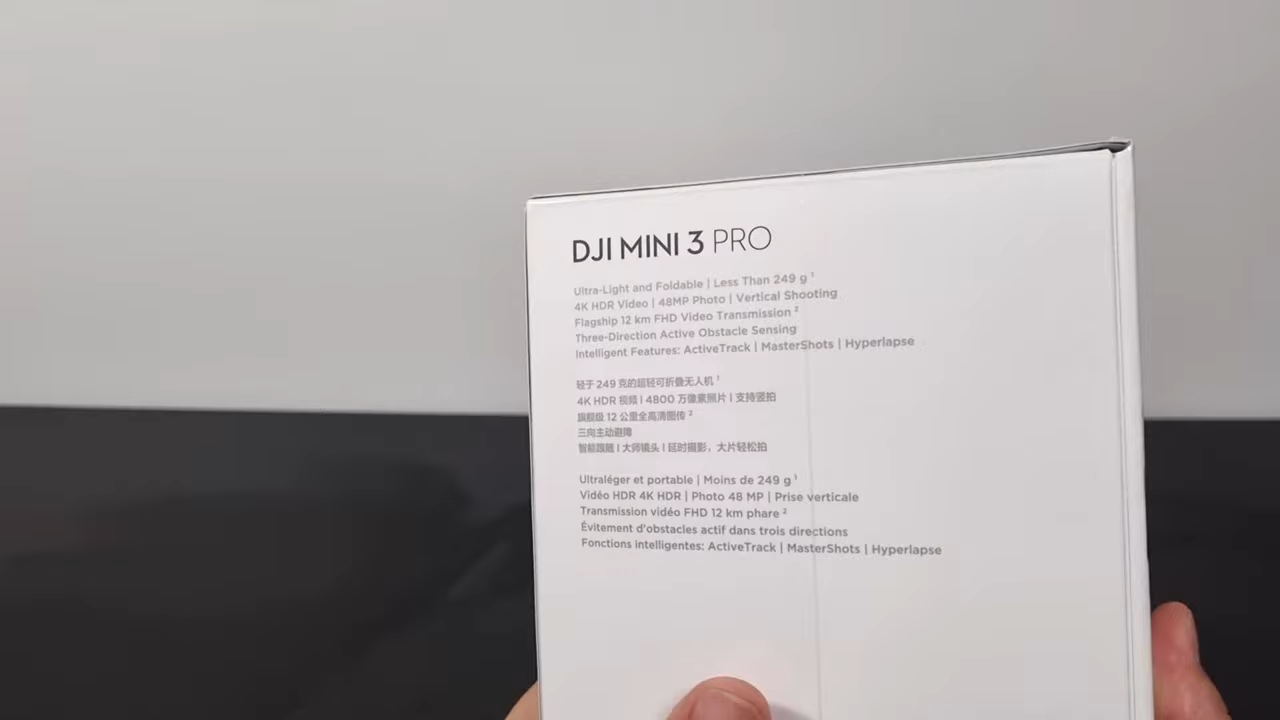 DJI MINI 3 PRO
Ultra-Light and Foldable | Less Than 249 g ¹
4K HDR Video | 48MP Photo | Vertical Shooting
Flagship 12 km FHD Video Transmission ²
Three-Direction Active Obstacle Sensing
Intelligent Features: ActiveTrack | MasterShots | Hyperlapse
轻于 249 克的超轻可折叠无人机 ¹
4K HDR 视频 | 4800 万像素照片 | 支持竖拍
旗舰级 12 公里全高清图传 ²
三向主动避障
智能跟随 | 大师镜头 | 延时摄影，大片轻松拍
Ultraléger et portable | Moins de 249 g ¹
Vidéo HDR 4K HDR | Photo 48 MP | Prise verticale
Transmission vidéo FHD 12 km phare ²
Évitement d'obstacles actif dans trois directions
Fonctions intelligentes: ActiveTrack | MasterShots | Hyperlapse